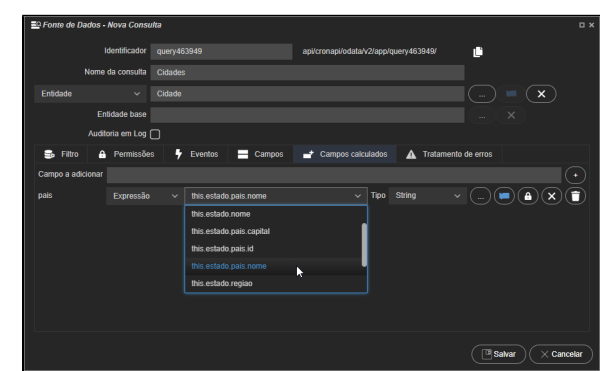 Fonte de Dados - Nova Consulta
Identificador query463949 api/cronapi/odata/v2/app/query463949/
Nome da consulta Cidades
Entidade Cidade ...
Entidade base ...
Auditoria em Log
Filtro Permissões Eventos Campos Campos calculados Tratamento de erros
Campo a adicionar
pais Expressão this.estado.pais.nome Tipo String ...
this.estado.nome
this.estado.pais.capital
this.estado.pais.id
this.estado.pais.nome
this.estado.regiao
Salvar Cancelar